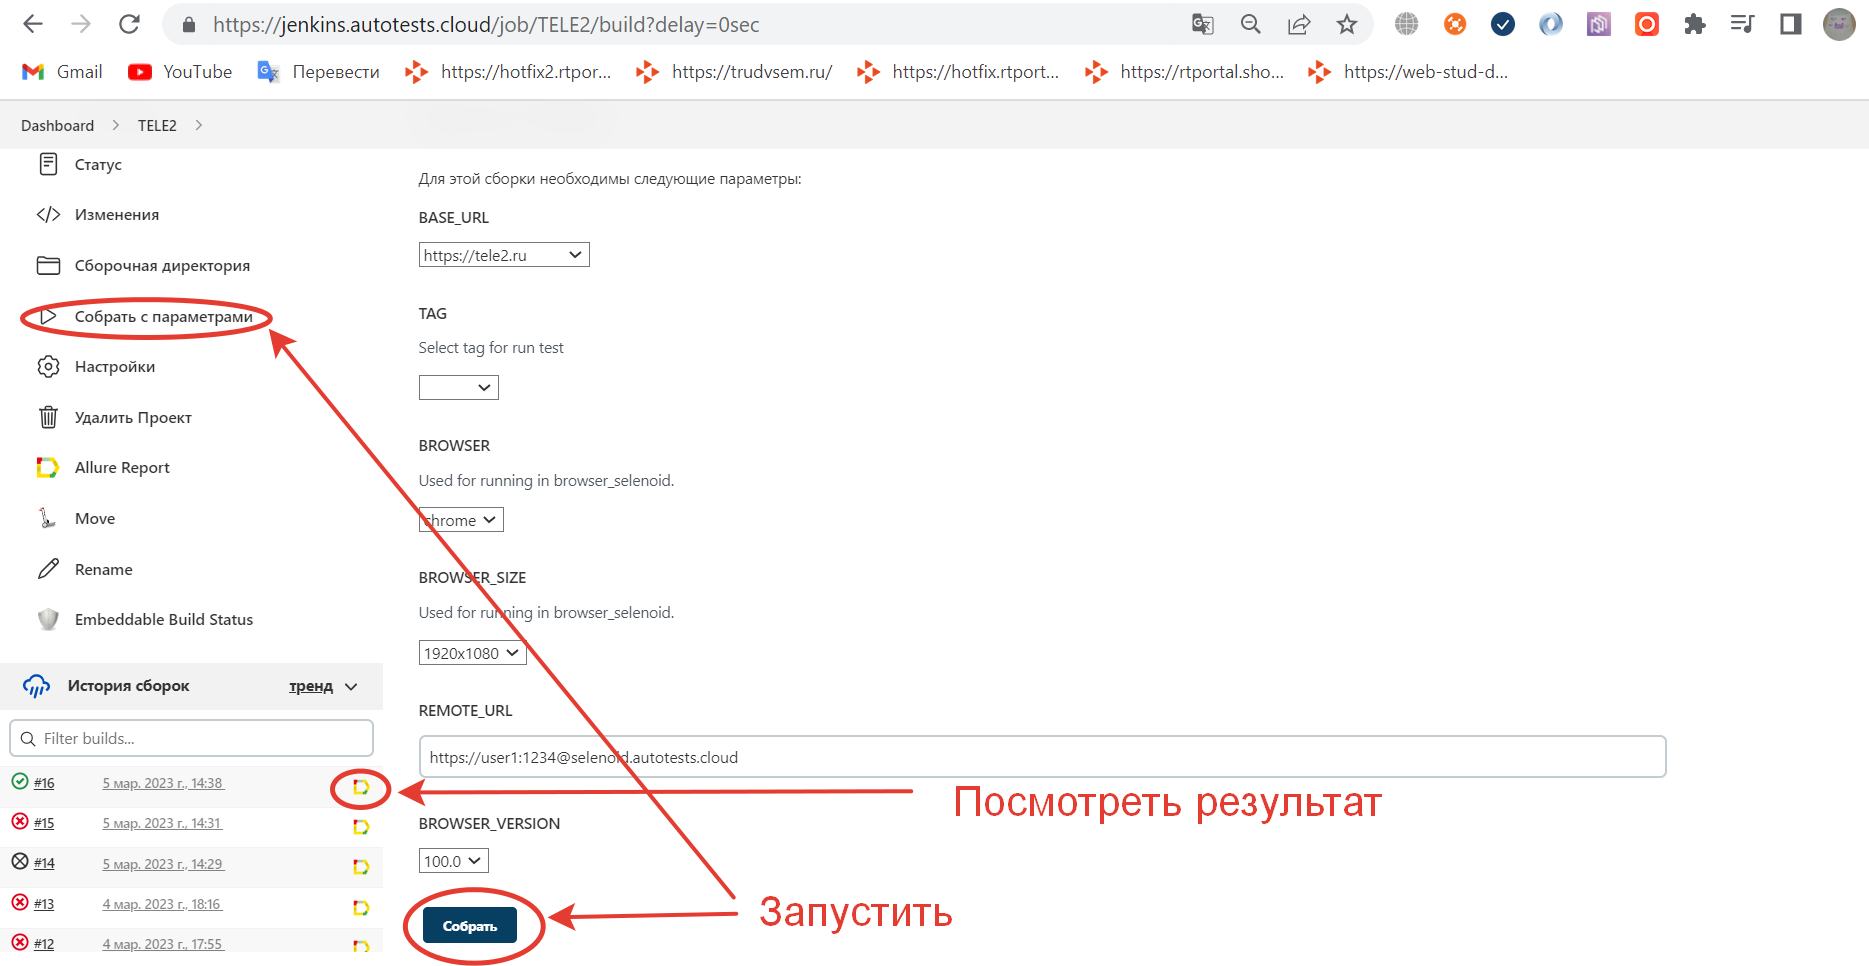 https://jenkins.autotests.cloud/job/TELE2/build?delay=0sec
Gmail YouTube Перевести https://hotfix2.rtpor... https://trudvsem.ru/ https://hotfix.rtport... https://rtportal.sho... https://web-stud-d...
Dashboard TELE2
Статус
Изменения
Сборочная директория
Собрать с параметрами
Настройки
Удалить Проект
Allure Report
Move
Rename
Embeddable Build Status
История сборок тренд
Filter builds...
#16 5 мар. 2023 г., 14:38
#15 5 мар. 2023 г., 14:31
#14 5 мар. 2023 г., 14:29
#13 4 мар. 2023 г., 18:16
#12 4 мар. 2023 г., 17:55
Для этой сборки необходимы следующие параметры:
BASE_URL
https://tele2.ru
TAG
Select tag for run test
BROWSER
Used for running in browser_selenoid.
chrome
BROWSER_SIZE
Used for running in browser_selenoid.
1920x1080
REMOTE_URL
https://user1:1234@selenoid.autotests.cloud
Посмотреть результат
BROWSER_VERSION
100.0
Собрать
Запустить